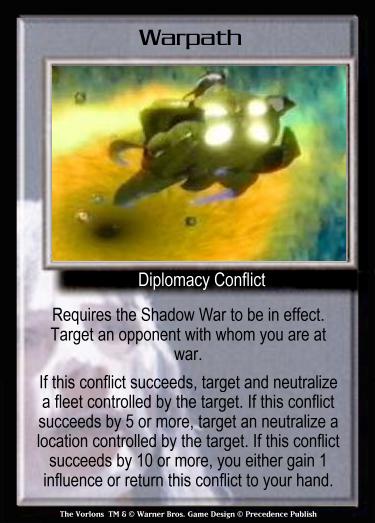 Warpath
Diplomacy Conflict
Requires the Shadow War to be in effect.
Target an opponent with whom you are at
war.
If this conflict succeeds, target and neutralize
a fleet controlled by the target. If this conflict
succeeds by 5 or more, target an neutralize a
location controlled by the target. If this conflict
succeeds by 10 or more, you either gain 1
influence or return this conflict to your hand.
The Vorlons TM & © Warner Bros. Game Design © Precedence Publish